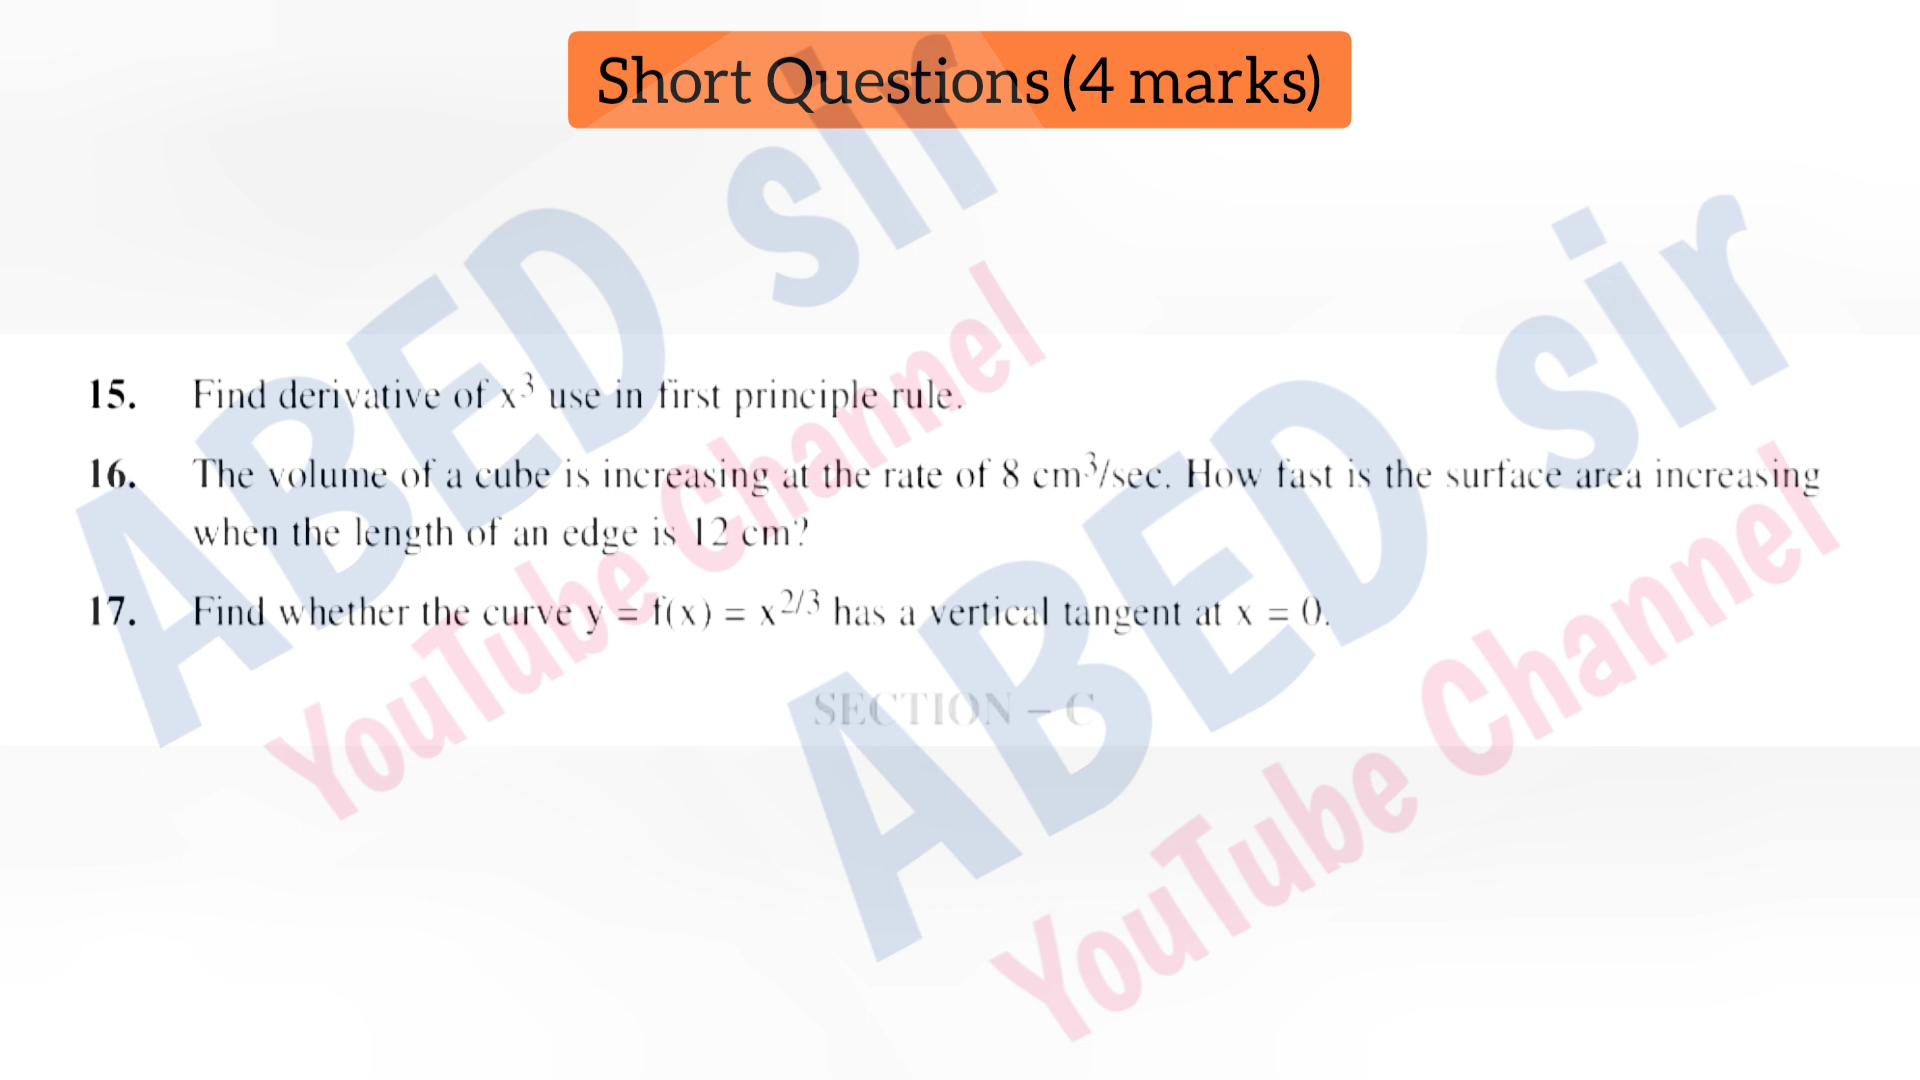 Short Questions (4 marks)
15. Find derivative of x³ use in first principle rule.
16. The volume of a cube is increasing at the rate of 8 cm³/sec. How fast is the surface area increasing
when the length of an edge is 12 cm?
17. Find whether the curve y = f(x) = x^2/3 has a vertical tangent at x = 0.
SECTION – C
ABED sir
YouTube Channel
ABED sir
YouTube Channel